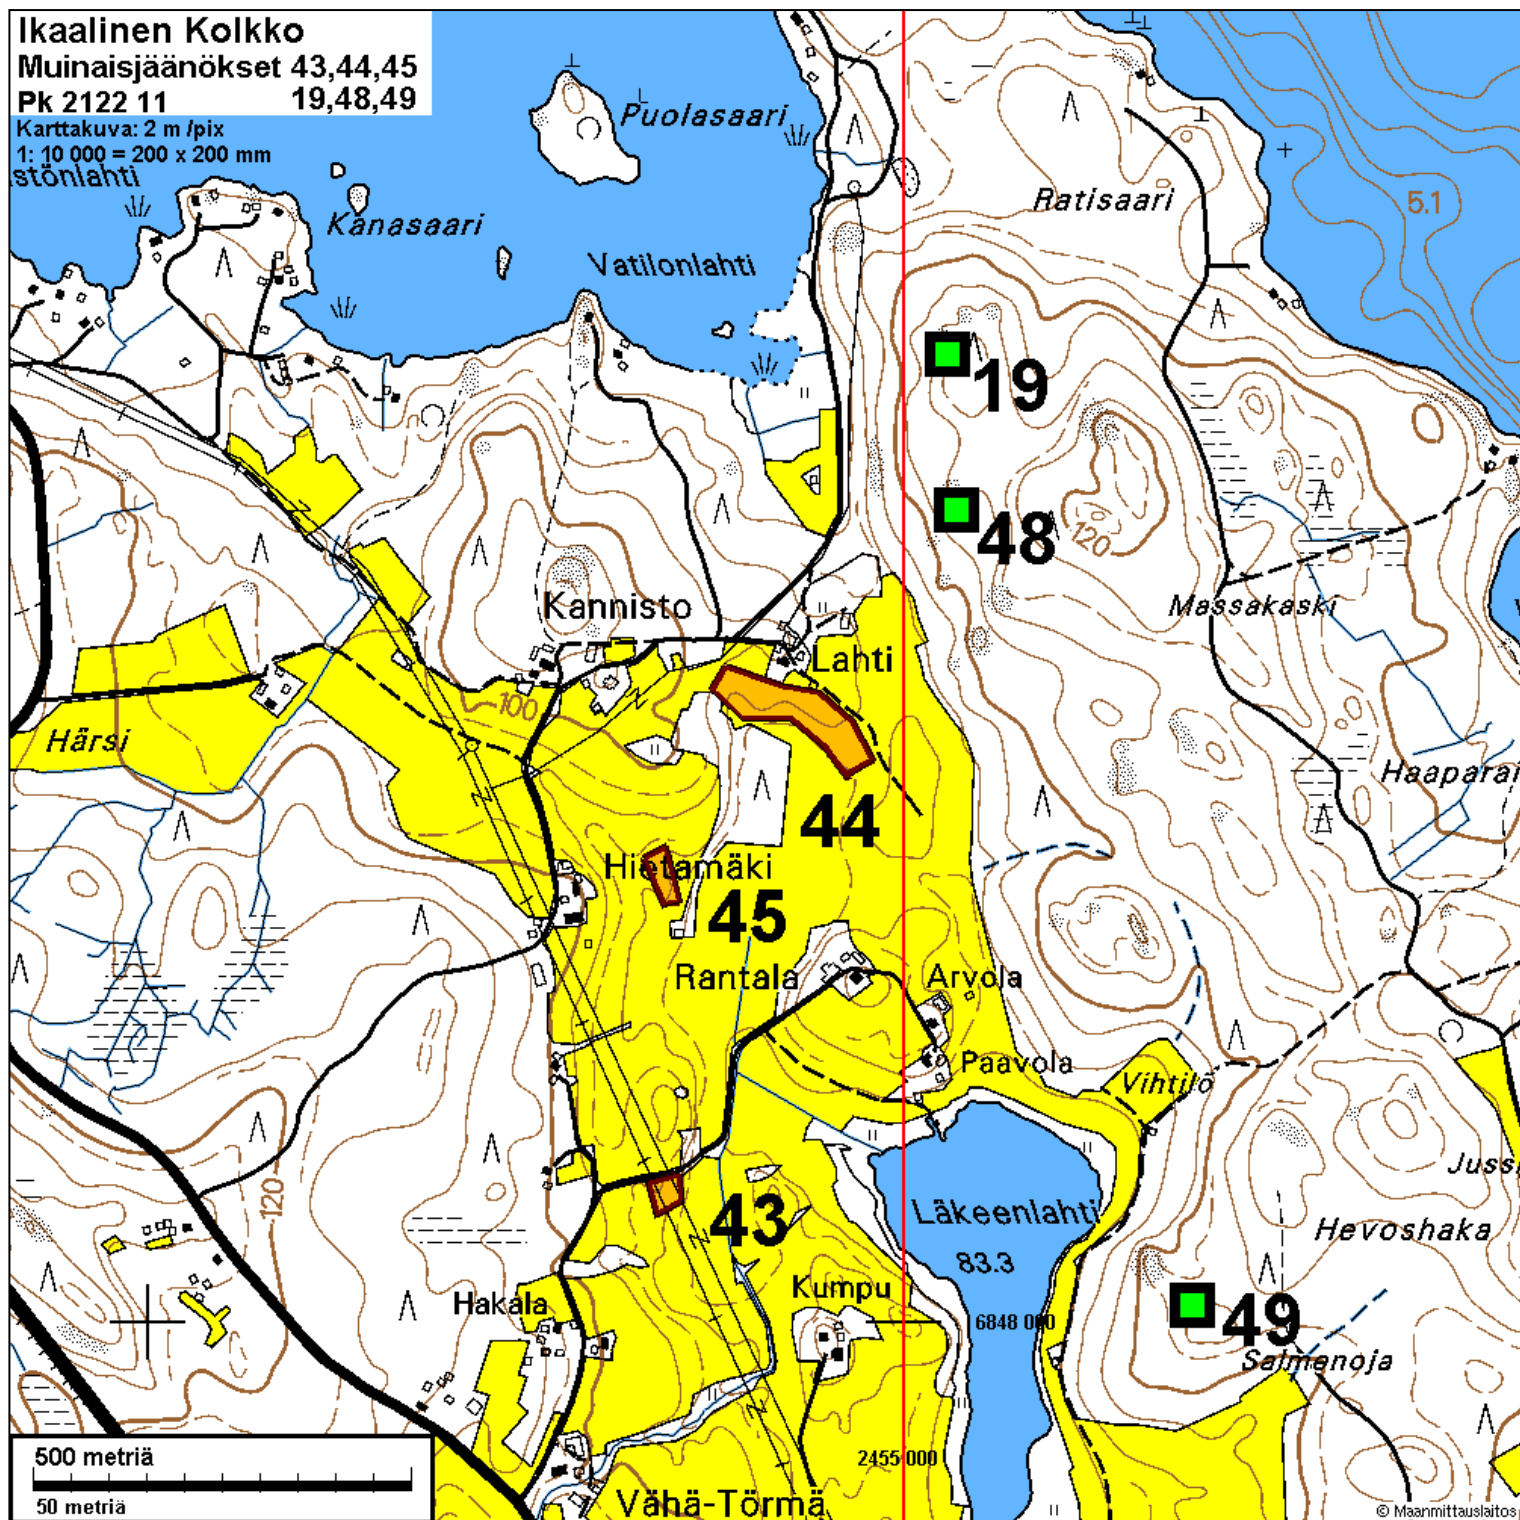 Ikaalinen Kolkko
Muinaisjäänökset 43,44,45
Pk 2122 11 19,48,49
Karttakuva: 2 m /pix
1: 10 000 = 200 x 200 mm
stönlahti
Puolasaari
Kanasaari
Vatilonlahti
Ratisaari
5.1
19
48
120
Kannisto
Massakaski
Lahti
100
Härsi
Haaparai
44
Hietamäki
45
Rantala
Arvola
Paavola
Vihtilö
Jussi
120
43
Läkeenlahti
83.3
Hevoshaka
Kumpu
Hakala
6848 000
49
Salmenoja
500 metriä
50 metriä
2455 000
Vähä-Törmä
© Maanmittauslaitos